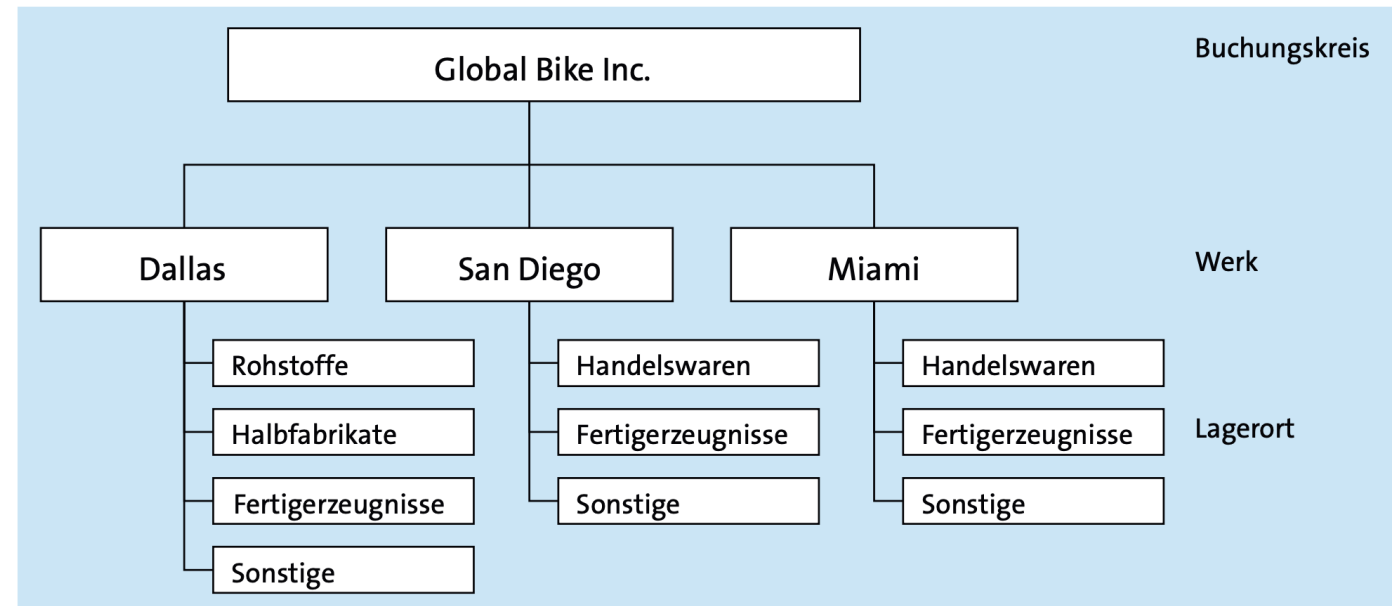 Global Bike Inc.
Buchungskreis
Dallas
San Diego
Miami
Werk
Rohstoffe
Handelswaren
Handelswaren
Halbfabrikate
Fertigerzeugnisse
Fertigerzeugnisse
Lagerort
Fertigerzeugnisse
Sonstige
Sonstige
Sonstige